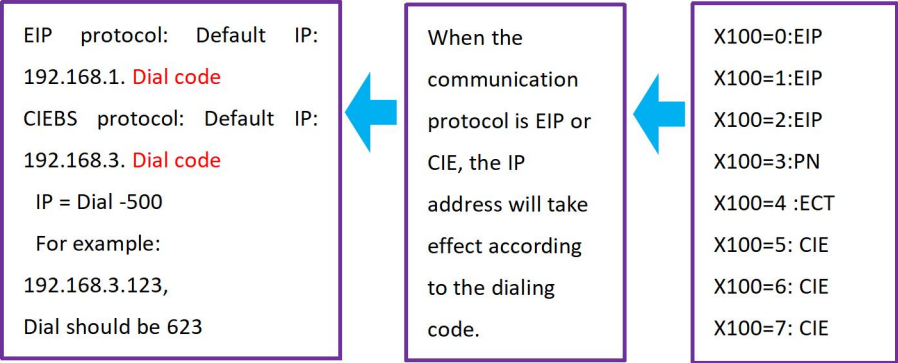 EIP protocol: Default IP:
192.168.1. Dial code
CIEBS protocol: Default IP:
192.168.3. Dial code
IP = Dial -500
For example:
192.168.3.123,
Dial should be 623
When the
communication
protocol is EIP or
CIE, the IP
address will take
effect according
to the dialing
code.
X100=0:EIP
X100=1:EIP
X100=2:EIP
X100=3:PN
X100=4 :ECT
X100=5: CIE
X100=6: CIE
X100=7: CIE